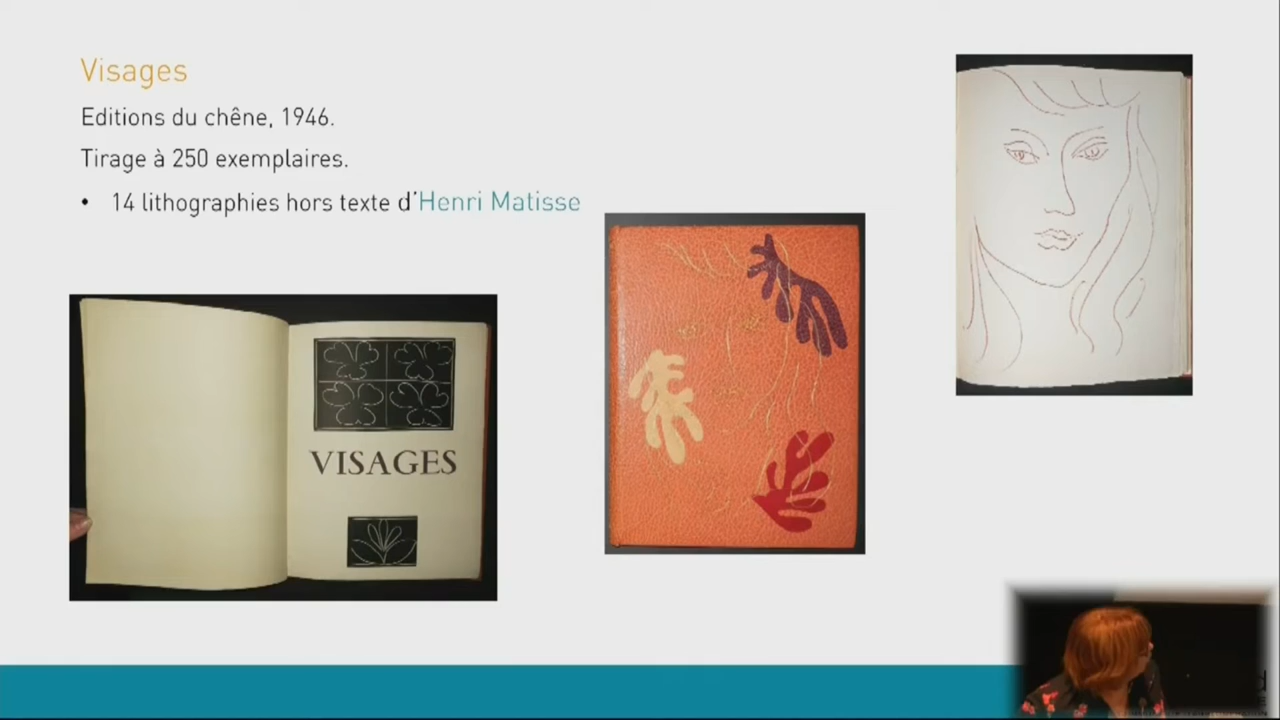 Visages
Editions du chêne, 1946.
Tirage à 250 exemplaires.
• 14 lithographies hors texte d'Henri Matisse
VISAGES